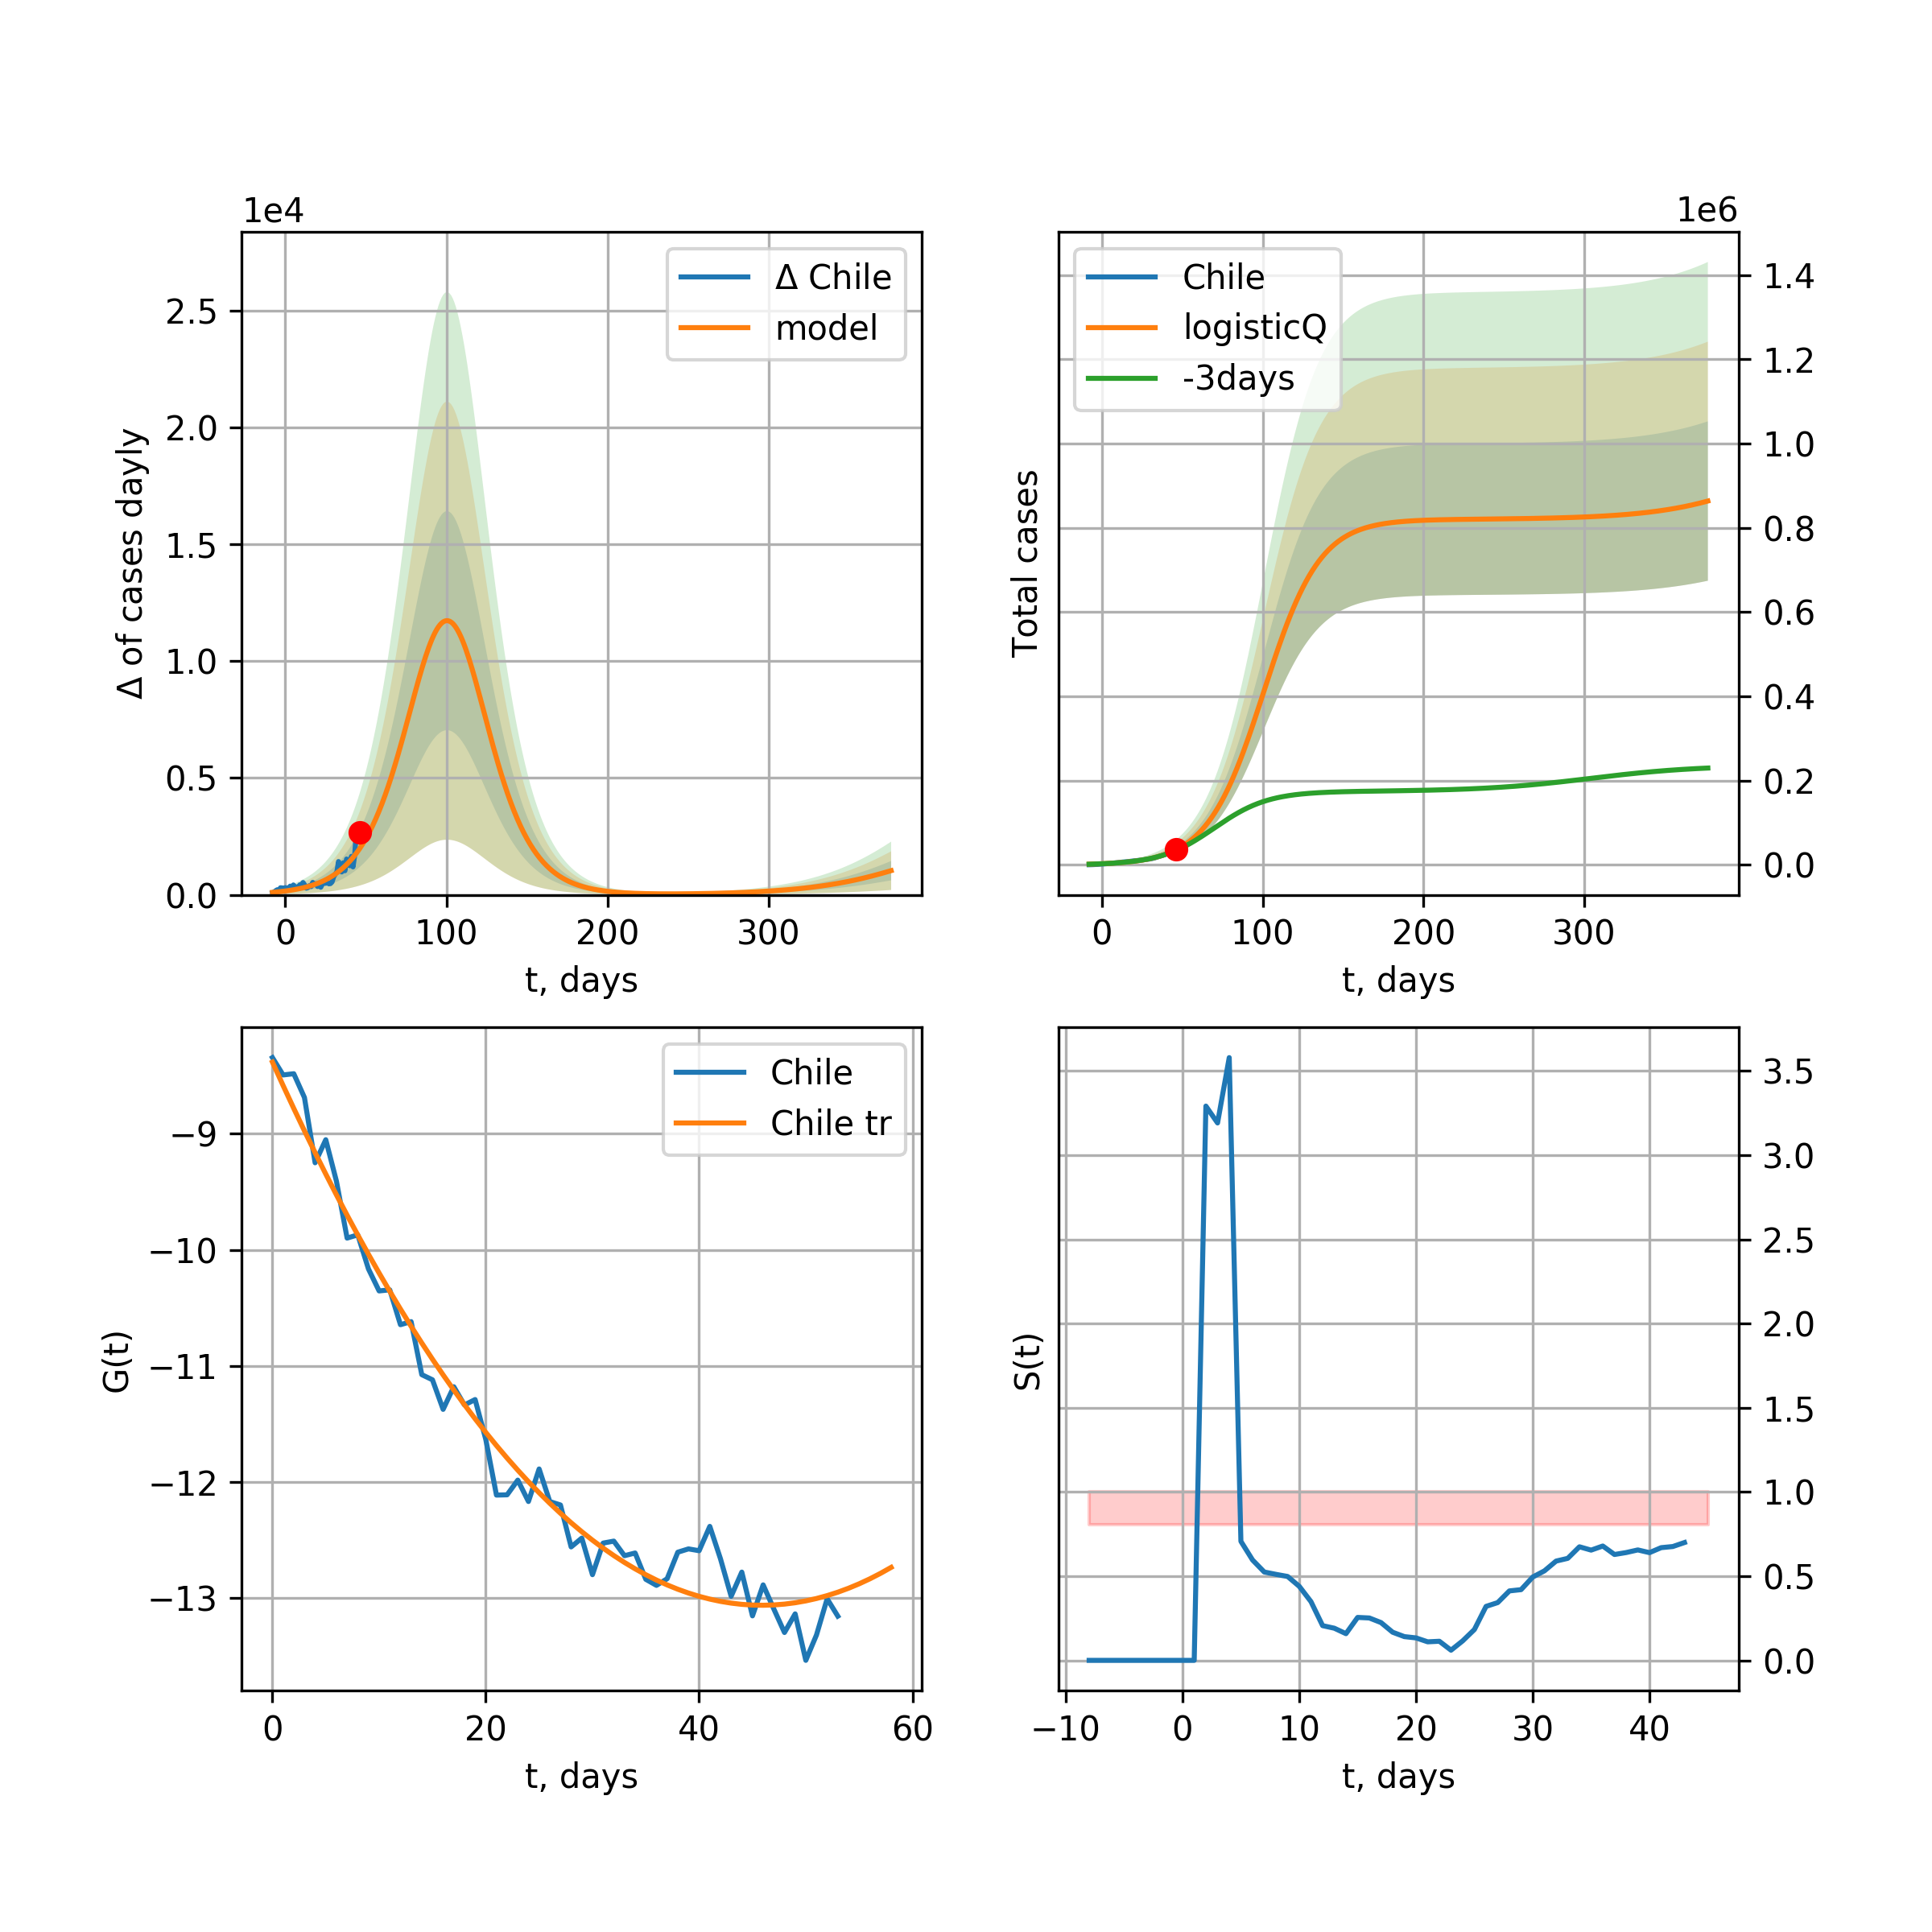 1e4
Δ of cases dayly
2.5
2.0
1.5
1.0
0.5
0.0
0 100 200 300
t, days
Δ Chile
model
1e6
Total cases
1.4
1.2
1.0
0.8
0.6
0.4
0.2
0.0
0 100 200 300
t, days
Chile
logisticQ
-3days
G(t)
−9
−10
−11
−12
−13
0 20 40 60
t, days
Chile
Chile tr
S(t)
3.5
3.0
2.5
2.0
1.5
1.0
0.5
0.0
−10 0 10 20 30 40
t, days